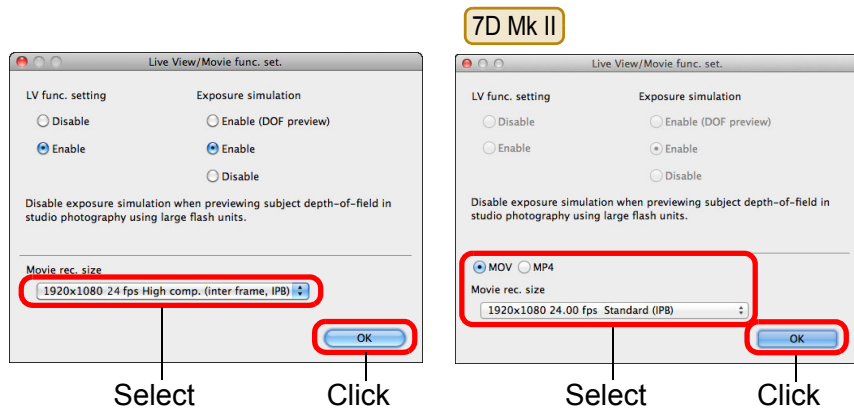 7D Mk II
Live View/Movie func. set.
LV func. setting
Exposure simulation
Disable
Enable (DOF preview)
Enable
Enable
Disable
Disable exposure simulation when previewing subject depth-of-field in
studio photography using large flash units.
Movie rec. size
1920x1080 24 fps High comp. (inter frame, IPB)
OK
Select
Click
Live View/Movie func. set.
LV func. setting
Exposure simulation
Disable
Enable (DOF preview)
Enable
Enable
Disable
Disable exposure simulation when previewing subject depth-of-field in
studio photography using large flash units.
MOV MP4
Movie rec. size
1920x1080 24.00 fps Standard (IPB)
OK
Select
Click